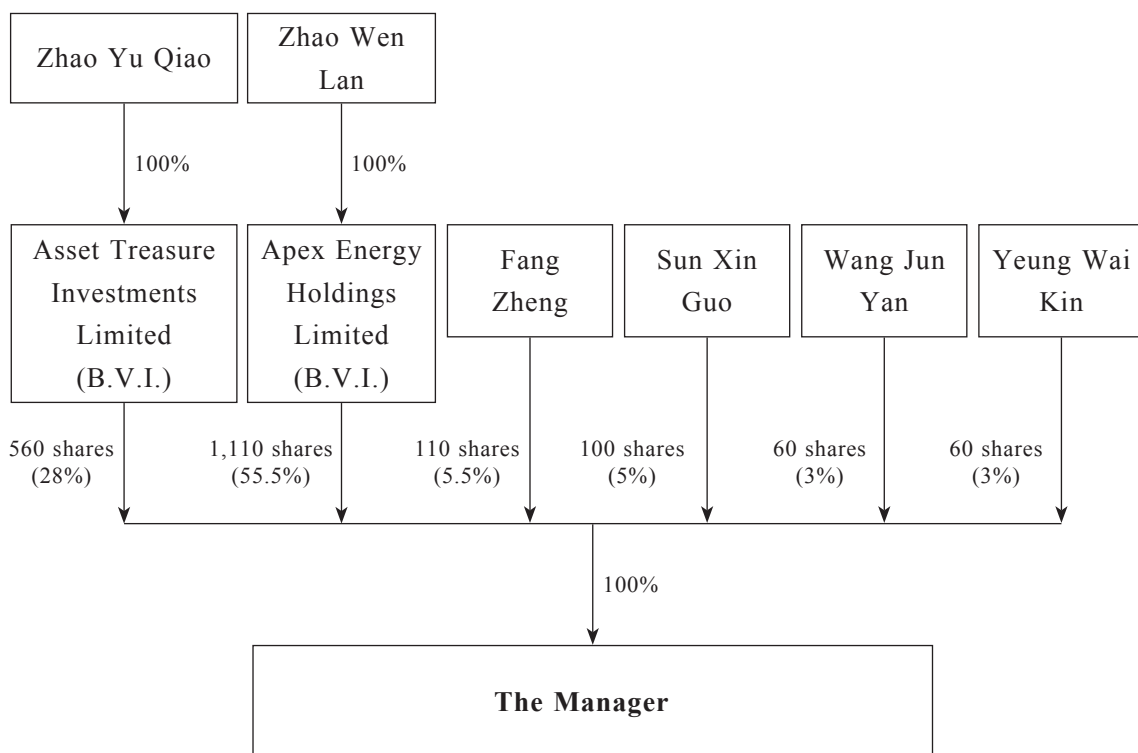 Zhao Yu Qiao
Zhao Wen
Lan
100%
100%
Asset Treasure
Investments
Limited
(B.V.I.)
Apex Energy
Holdings
Limited
(B.V.I.)
Fang
Zheng
Sun Xin
Guo
Wang Jun
Yan
Yeung Wai
Kin
560 shares
(28%)
1,110 shares
(55.5%)
110 shares
(5.5%)
100 shares
(5%)
60 shares
(3%)
60 shares
(3%)
100%
The Manager